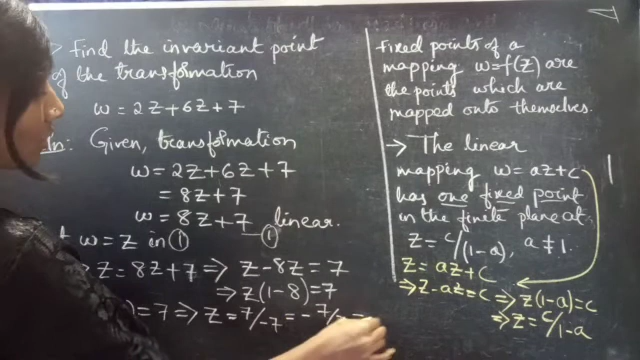 > Find the invariant point
of the transformation
w = 2z+6z+7
ln: Given, transformation
w = 2z+6z+7
= 8z+7
w = 8z+7 linear.
w=z in ① ①
z = 8z+7 ⇒ z-8z = 7
⇒ z(1-8)=7
)=7 ⇒ z = 7/-7 = -7/
Fixed points of a
mapping w=f(z) are
the points which are
mapped onto themselves.
→ The linear
mapping w = az+c
has one fixed point
in the finite plane at
z = c/(1-a), a ≠ 1.
z = az+c
⇒ z-az=c ⇒ z(1-a)=c
⇒ z = c/1-a